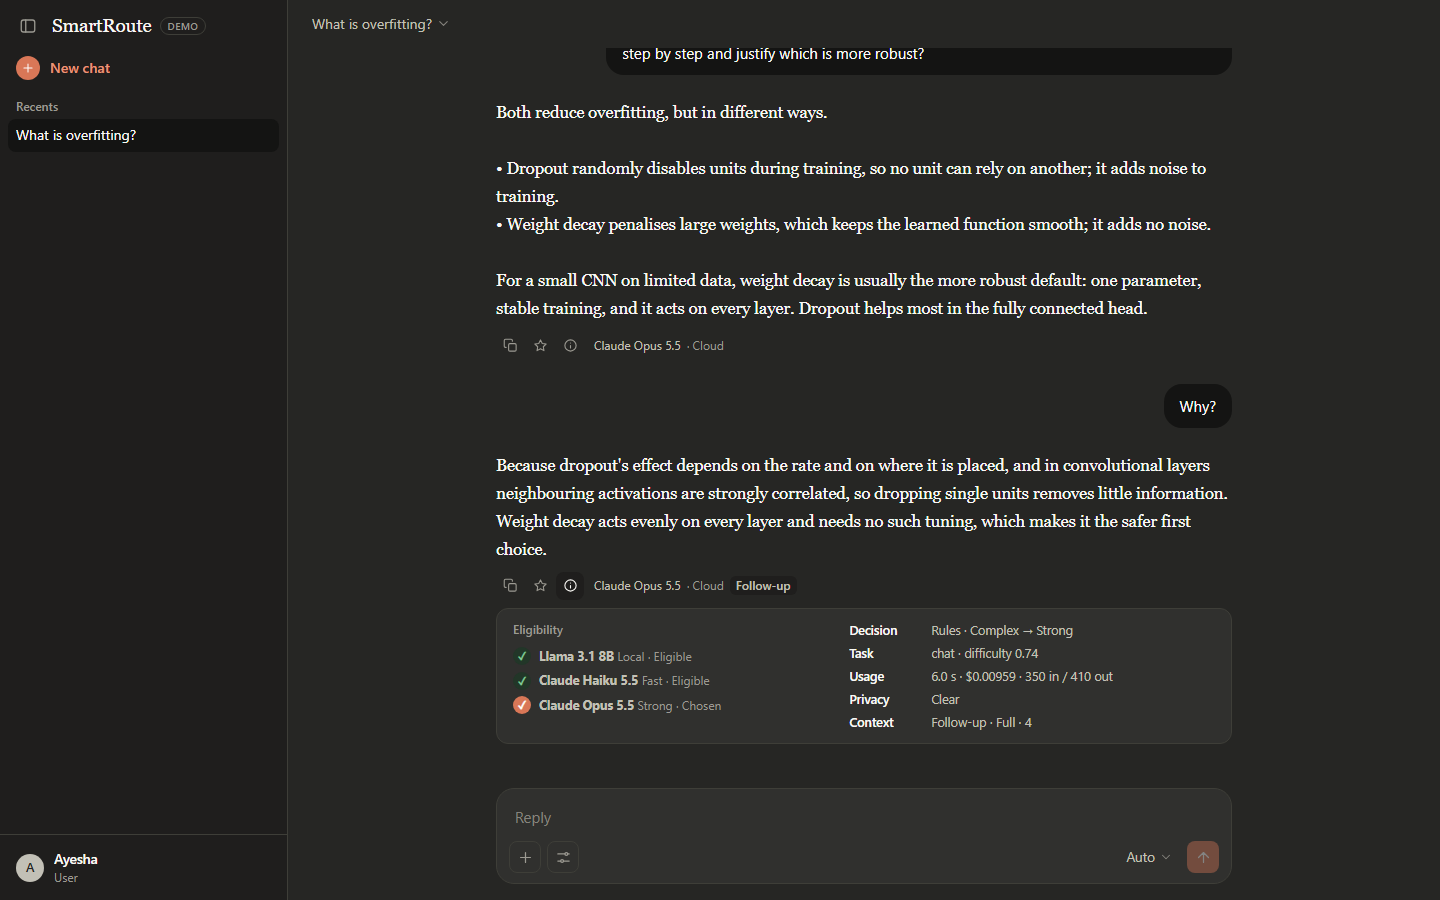 SmartRoute DEMO
New chat
Recents
What is overfitting?
A
Ayesha
User
What is overfitting?
step by step and justify which is more robust?
Both reduce overfitting, but in different ways.
• Dropout randomly disables units during training, so no unit can rely on another; it adds noise to
training.
• Weight decay penalises large weights, which keeps the learned function smooth; it adds no noise.
For a small CNN on limited data, weight decay is usually the more robust default: one parameter,
stable training, and it acts on every layer. Dropout helps most in the fully connected head.
Claude Opus 5.5 · Cloud
Why?
Because dropout's effect depends on the rate and on where it is placed, and in convolutional layers
neighbouring activations are strongly correlated, so dropping single units removes little information.
Weight decay acts evenly on every layer and needs no such tuning, which makes it the safer first
choice.
Claude Opus 5.5 · Cloud Follow-up
Eligibility
Llama 3.1 8B Local · Eligible
Claude Haiku 5.5 Fast · Eligible
Claude Opus 5.5 Strong · Chosen
Decision Rules · Complex → Strong
Task chat · difficulty 0.74
Usage 6.0 s · $0.00959 · 350 in / 410 out
Privacy Clear
Context Follow-up · Full · 4
Reply
Auto